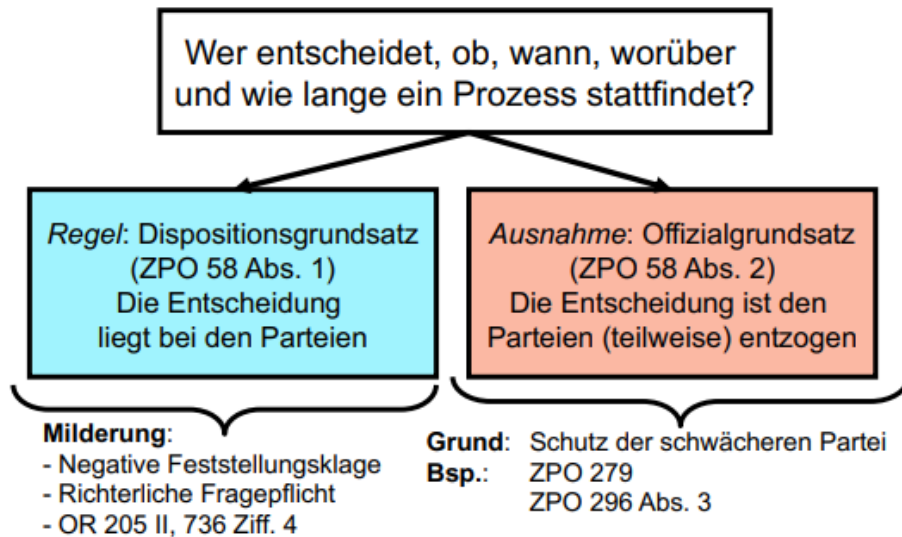 Wer entscheidet, ob, wann, worüber
und wie lange ein Prozess stattfindet?
Regel: Dispositionsgrundsatz
(ZPO 58 Abs. 1)
Die Entscheidung
liegt bei den Parteien
Ausnahme: Offizialgrundsatz
(ZPO 58 Abs. 2)
Die Entscheidung ist den
Parteien (teilweise) entzogen
Milderung:
- Negative Feststellungsklage
- Richterliche Fragepflicht
- OR 205 II, 736 Ziff. 4
Grund: Schutz der schwächeren Partei
Bsp.: ZPO 279
ZPO 296 Abs. 3